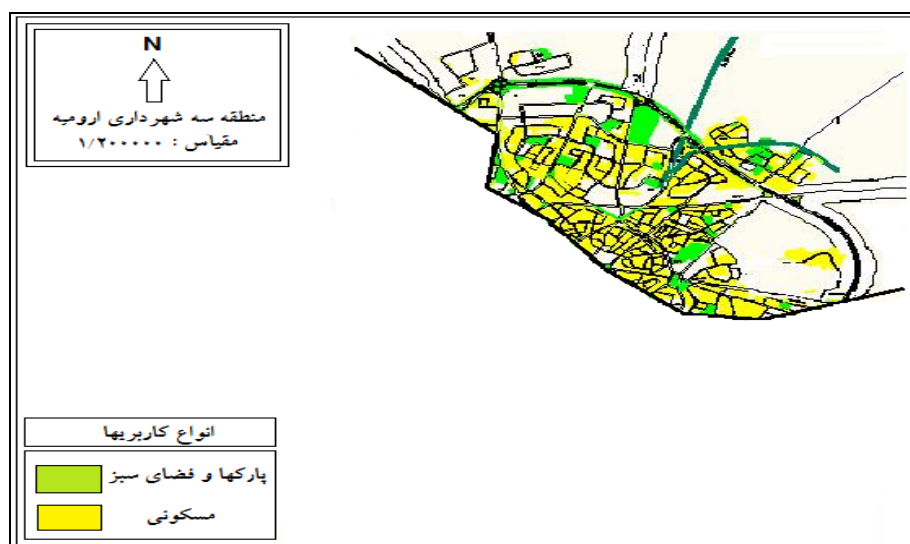 N
منطقه سه شهرداری ارومیه
مقیاس : ۱/۲۰۰۰۰۰
انواع کاربریها
پارکها و فضای سبز
مسکونی